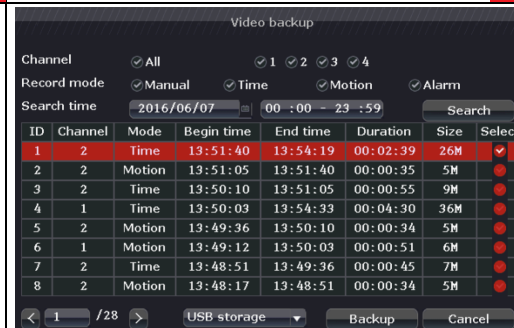 Video backup
Channel All 1 2 3 4
Record mode Manual Time Motion Alarm
Search time 2016/06/07 00 :00 - 23 :59 Search
ID Channel Mode Begin time End time Duration Size Selec
1 2 Time 13:51:40 13:54:19 00:02:39 26M
2 2 Motion 13:51:05 13:51:40 00:00:35 5M
3 2 Time 13:50:10 13:51:05 00:00:55 9M
4 1 Time 13:50:03 13:54:33 00:04:30 36M
5 2 Motion 13:49:36 13:50:10 00:00:34 5M
6 1 Motion 13:49:12 13:50:03 00:00:51 6M
7 2 Time 13:48:51 13:49:36 00:00:45 7M
8 2 Motion 13:48:17 13:48:51 00:00:34 5M
< 1 /28 > USB storage Backup Cancel